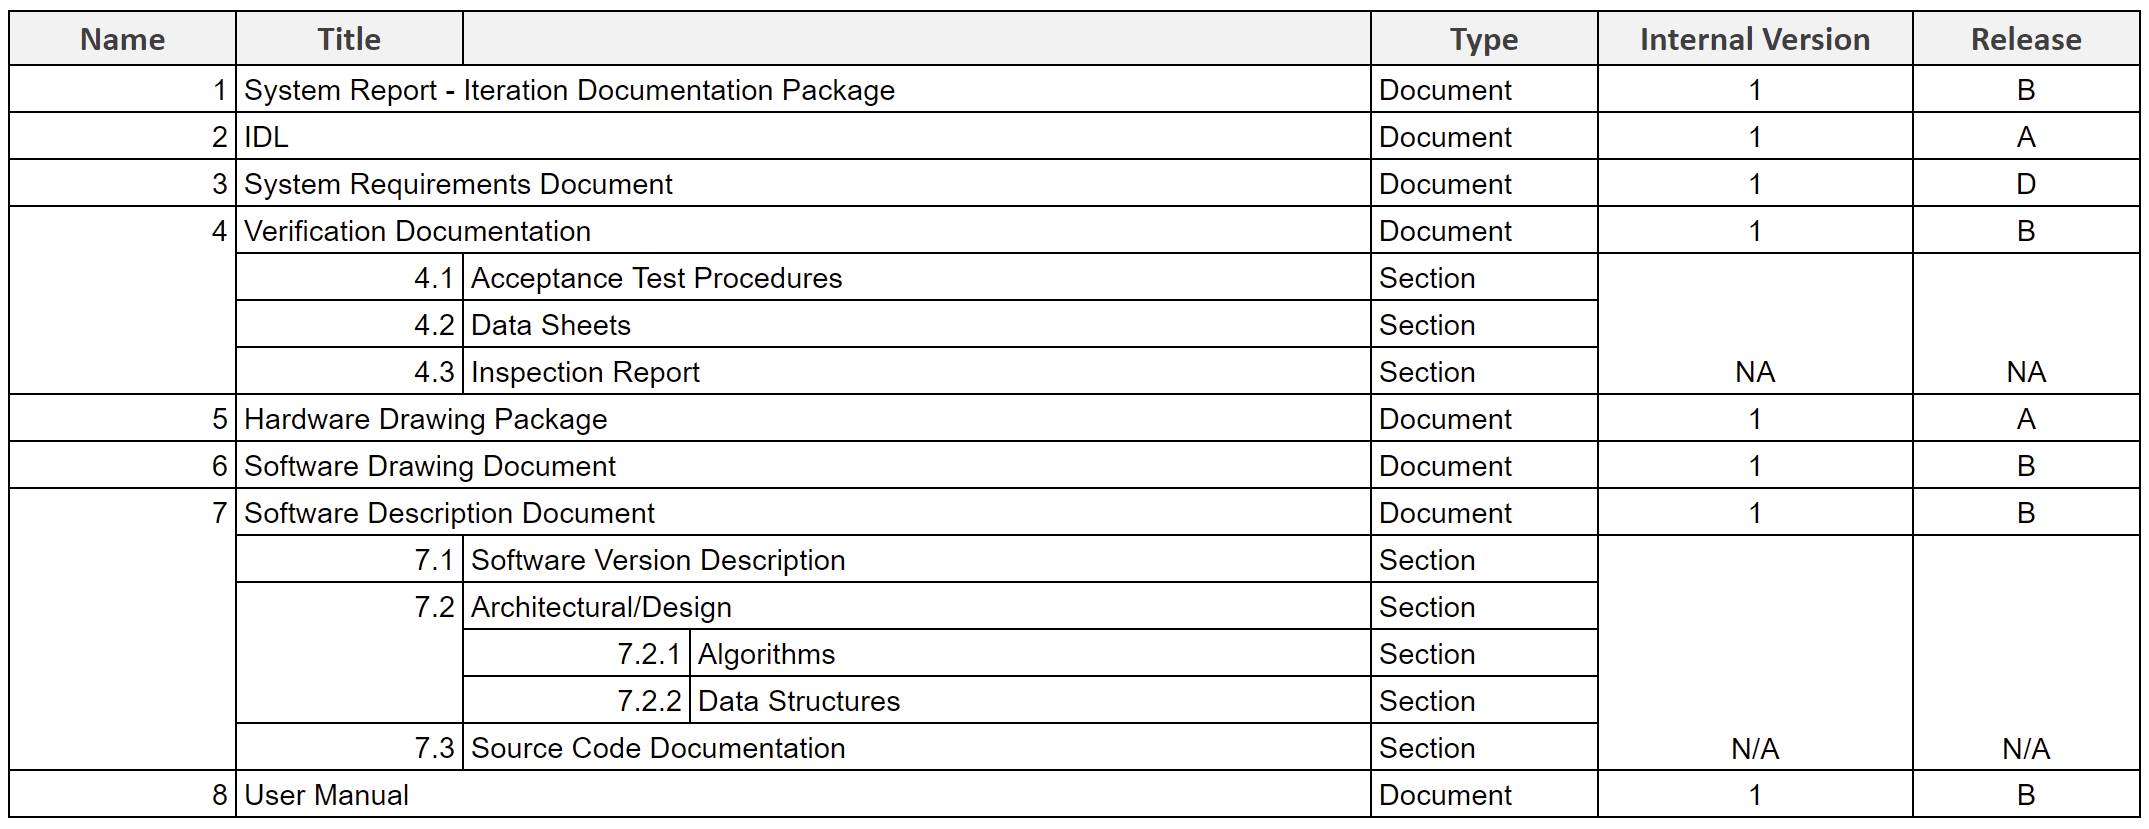 Name Title Type Internal Version Release
1 System Report - Iteration Documentation Package Document 1 B
2 IDL Document 1 A
3 System Requirements Document Document 1 D
4 Verification Documentation Document 1 B
4.1 Acceptance Test Procedures Section
4.2 Data Sheets Section
4.3 Inspection Report Section NA NA
5 Hardware Drawing Package Document 1 A
6 Software Drawing Document Document 1 B
7 Software Description Document Document 1 B
7.1 Software Version Description Section
7.2 Architectural/Design Section
7.2.1 Algorithms Section
7.2.2 Data Structures Section
7.3 Source Code Documentation Section N/A N/A
8 User Manual Document 1 B